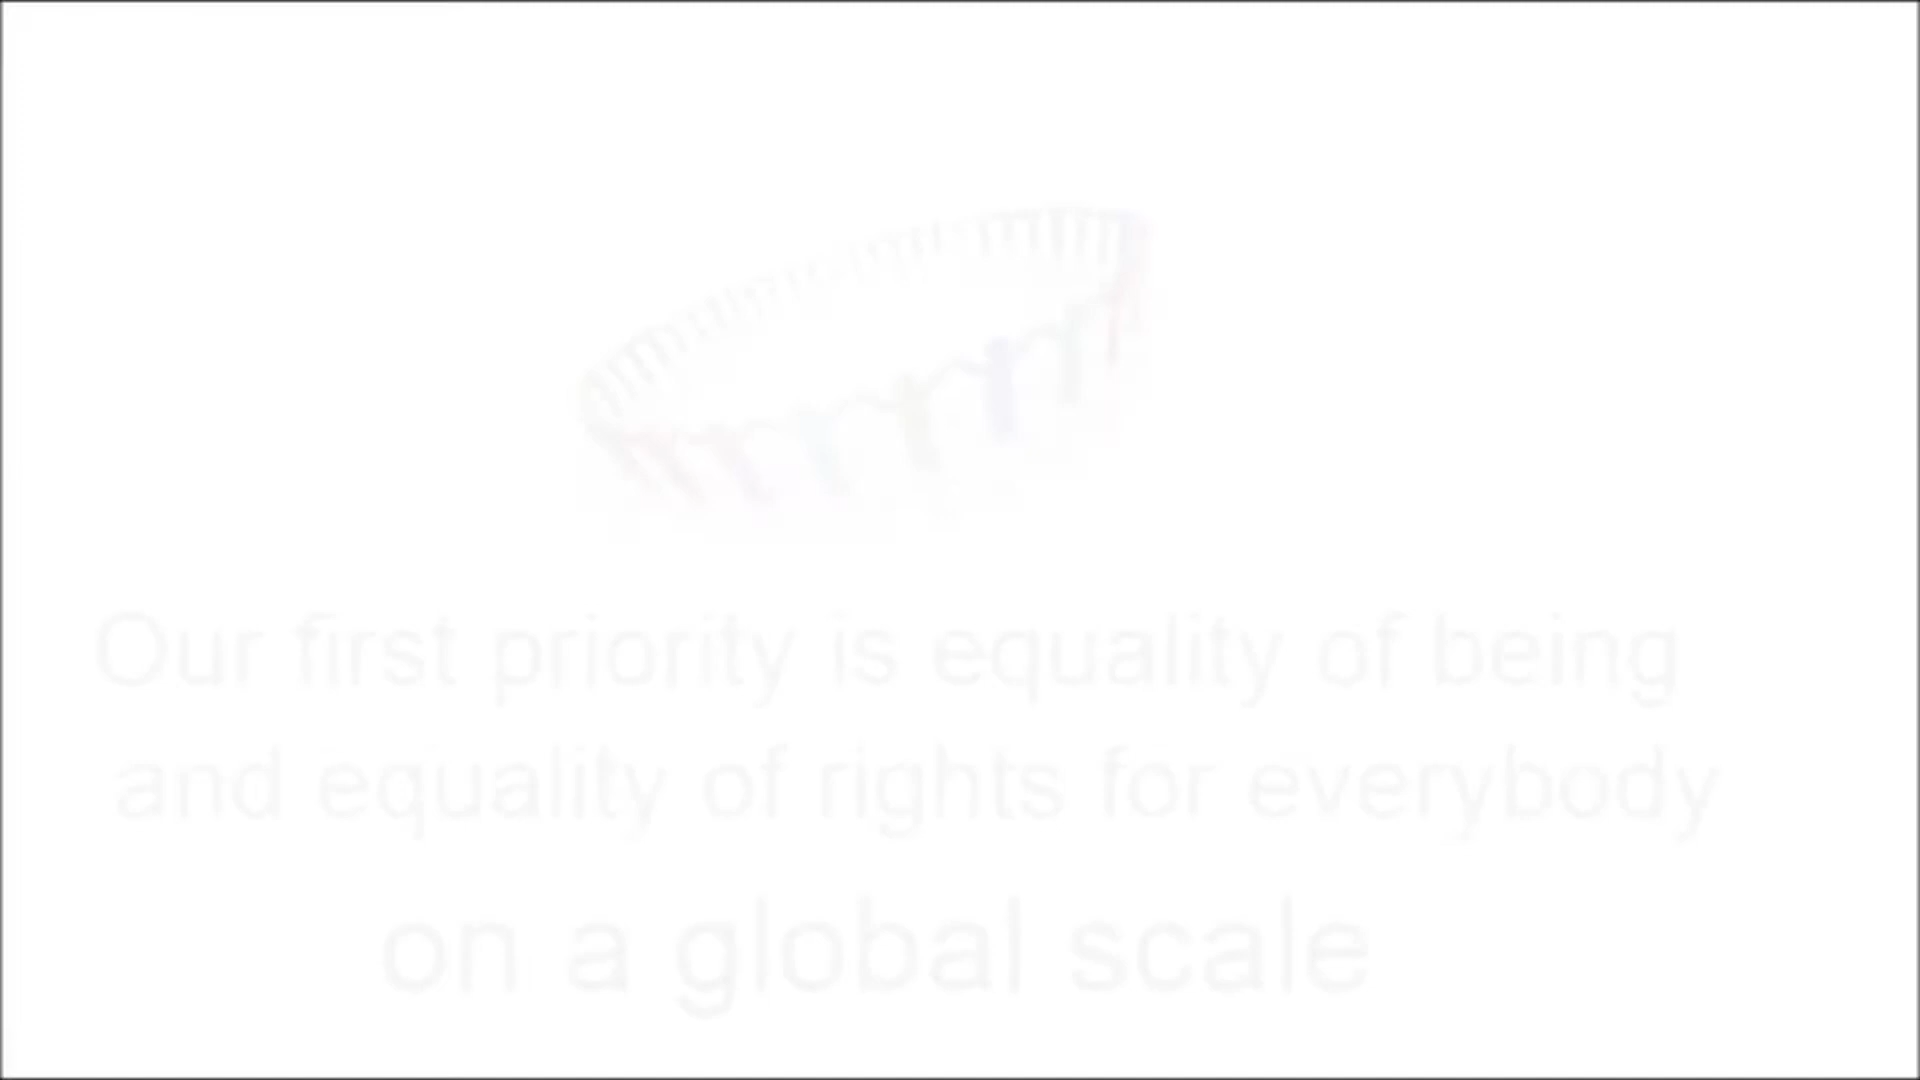 Our first priority is equality of being
and equality of rights for everybody
on a global scale